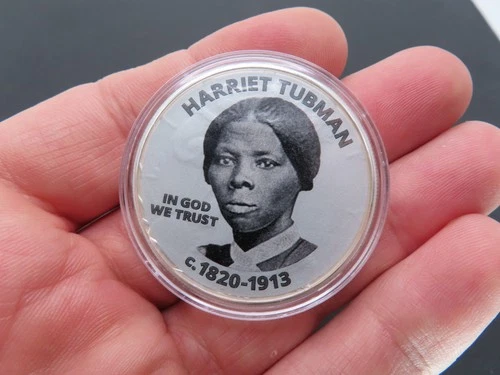 HARRIET TUBMAN
IN GOD
WE TRUST
c.1820-1913